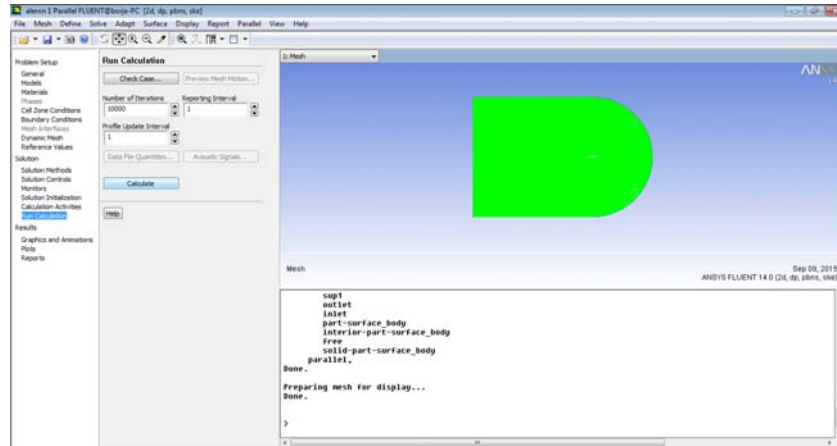 aleron 1 Parallel FLUENT@borja-PC [2d, dp, pbns, ske]
File Mesh Define Solve Adapt Surface Display Report Parallel View Help
Problem Setup
General
Models
Materials
Phases
Cell Zone Conditions
Boundary Conditions
Mesh Interfaces
Dynamic Mesh
Reference Values
Solution
Solution Methods
Solution Controls
Monitors
Solution Initialization
Calculation Activities
Run Calculation
Results
Graphics and Animations
Plots
Reports
Run Calculation
Check Case... Preview Mesh Motion...
Number of Iterations Reporting Interval
10000 1
Profile Update Interval
1
Data File Quantities... Acoustic Signals...
Calculate
Help
1: Mesh
ANSYS
Mesh
Sep 09, 2015
ANSYS FLUENT 14.0 (2d, dp, pbns, ske)
sup1
outlet
inlet
part-surface_body
interior-part-surface_body
free
solid-part-surface_body
parallel,
Done.
Preparing mesh for display...
Done.
>